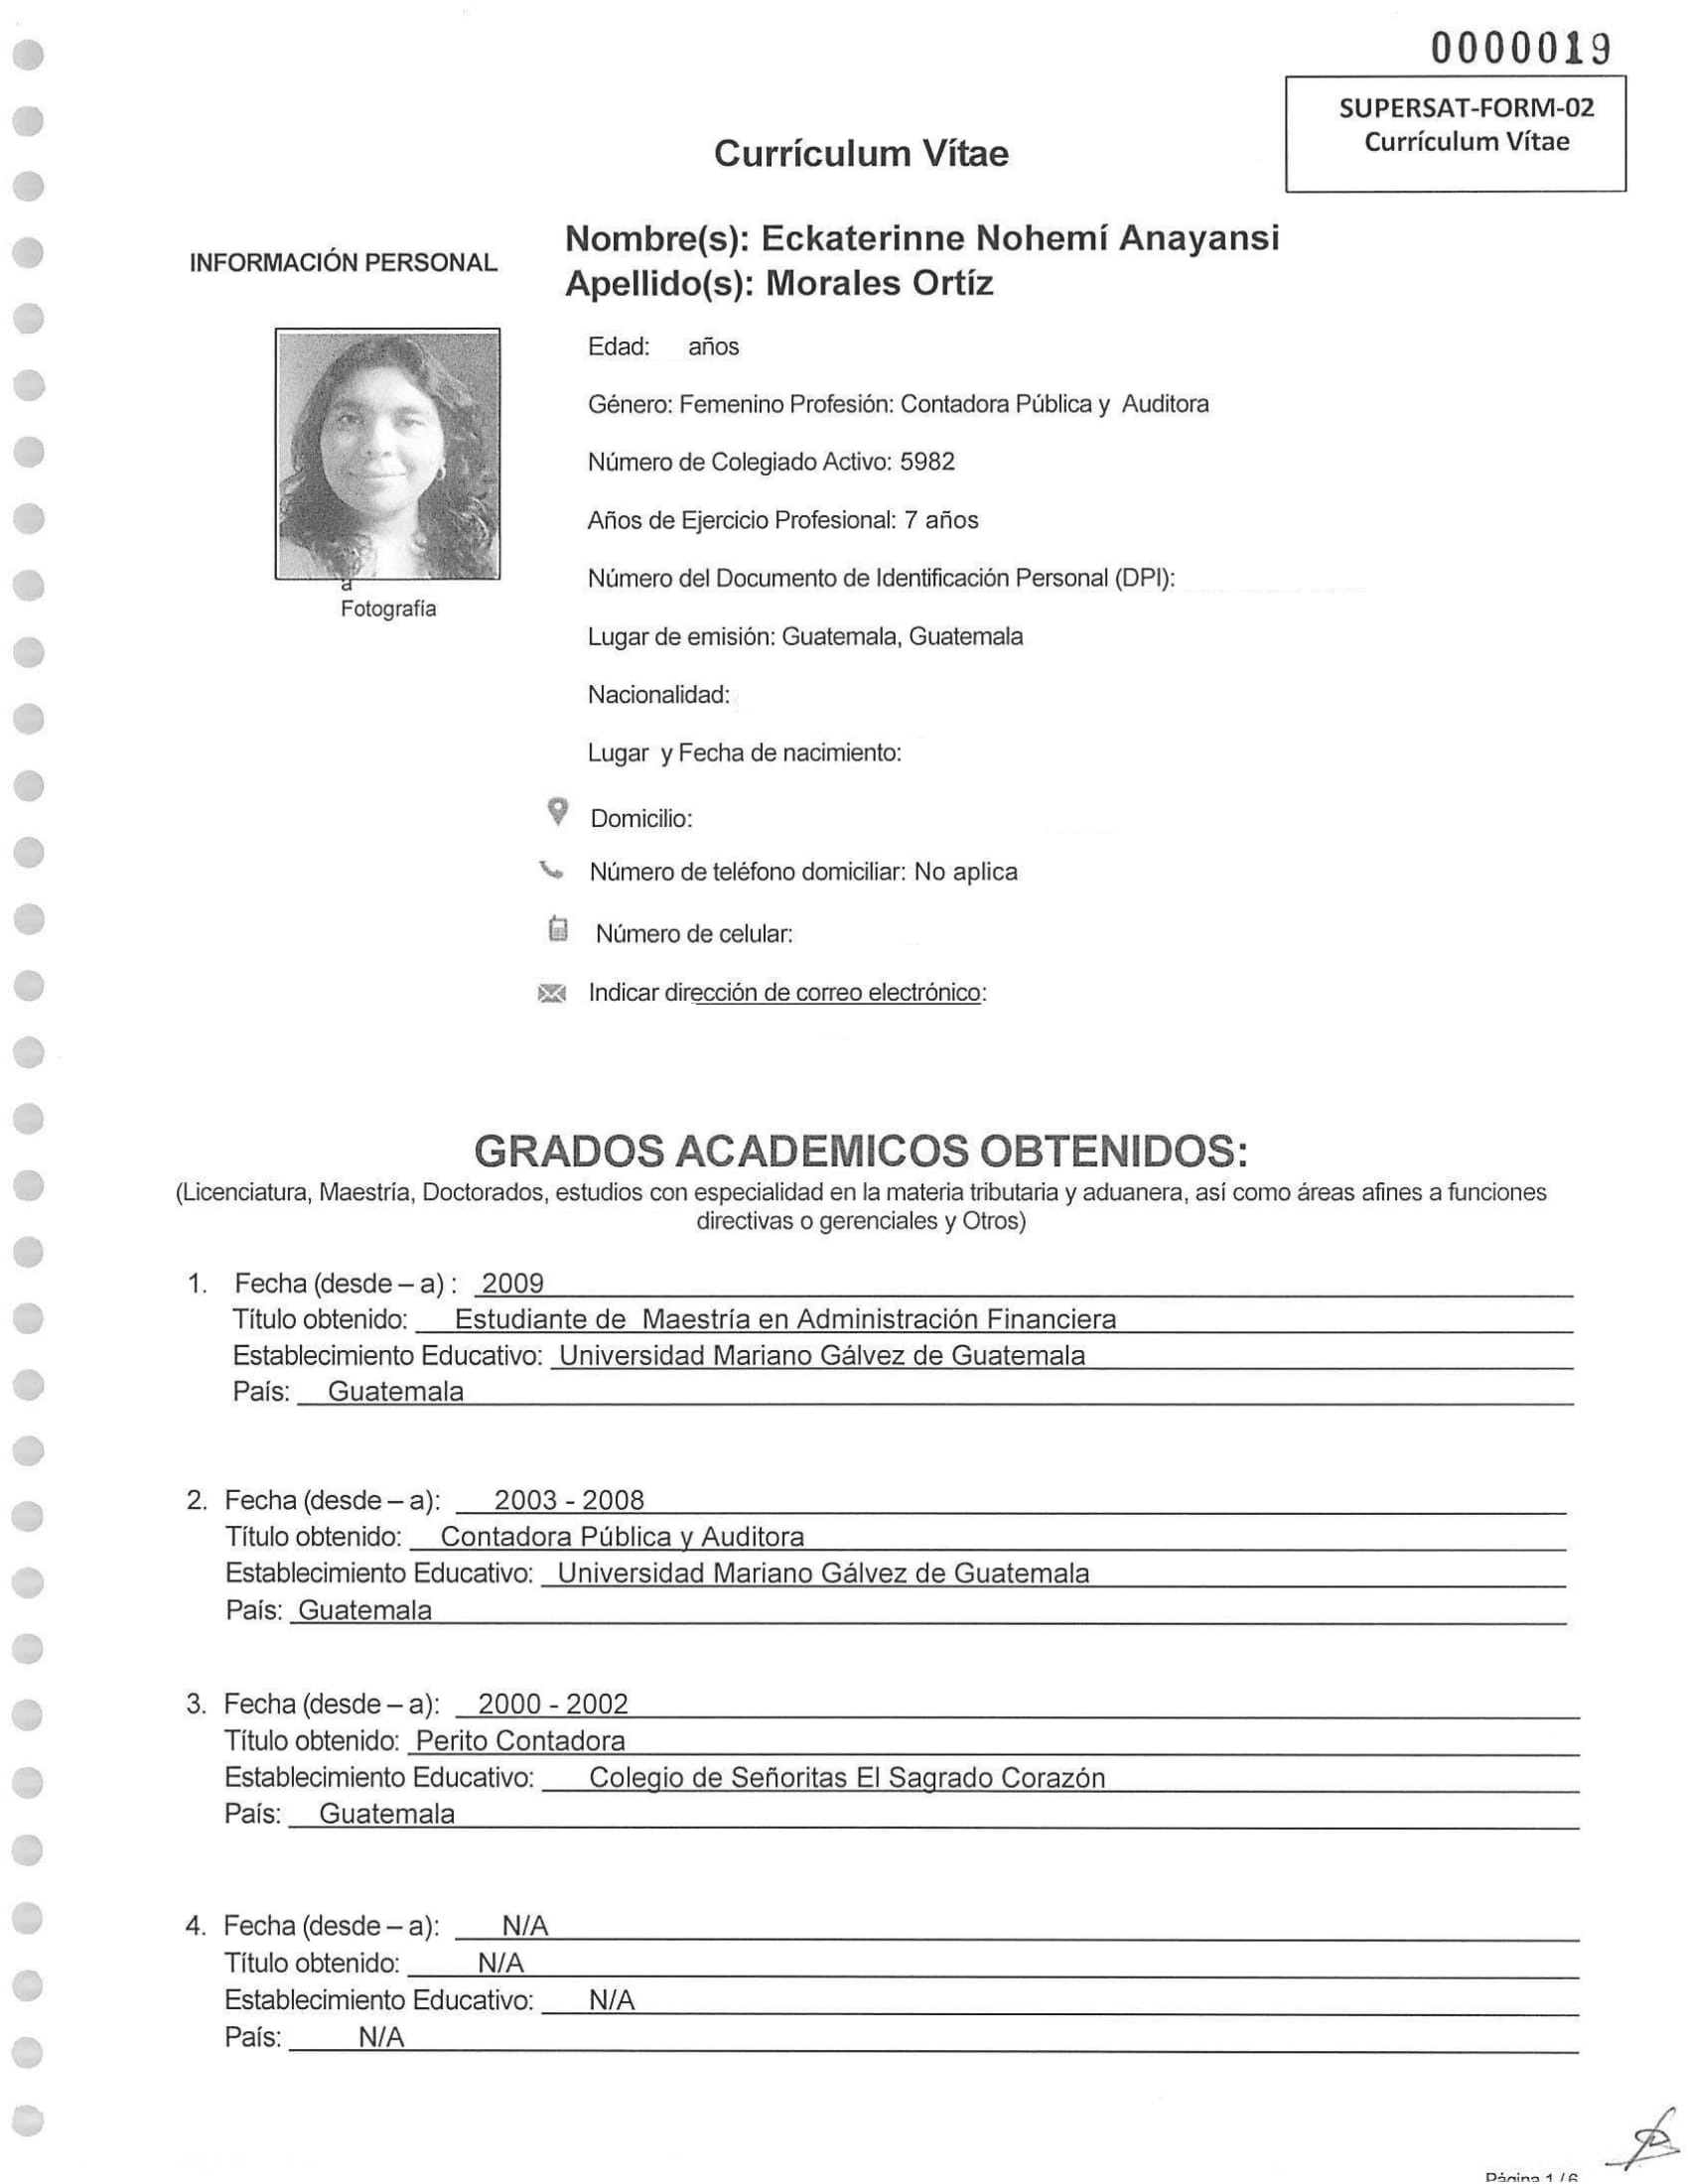 0000019
SUPERSAT-FORM-02
Currículum Vítae
Currículum Vítae
INFORMACIÓN PERSONAL
Nombre(s): Eckaterinne Nohemí Anayansi
Apellido(s): Morales Ortíz
Edad: años
Género: Femenino Profesión: Contadora Pública y Auditora
Número de Colegiado Activo: 5982
Años de Ejercicio Profesional: 7 años
Número del Documento de Identificación Personal (DPI):
a
Fotografía
Lugar de emisión: Guatemala, Guatemala
Nacionalidad:
Lugar y Fecha de nacimiento:
Domicilio:
Número de teléfono domiciliar: No aplica
Número de celular:
Indicar dirección de correo electrónico:
GRADOS ACADEMICOS OBTENIDOS:
(Licenciatura, Maestría, Doctorados, estudios con especialidad en la materia tributaria y aduanera, así como áreas afines a funciones
directivas o gerenciales y Otros)
1. Fecha (desde – a) : 2009
Título obtenido: Estudiante de Maestría en Administración Financiera
Establecimiento Educativo: Universidad Mariano Gálvez de Guatemala
País: Guatemala
2. Fecha (desde – a): 2003 - 2008
Título obtenido: Contadora Pública y Auditora
Establecimiento Educativo: Universidad Mariano Gálvez de Guatemala
País: Guatemala
3. Fecha (desde – a): 2000 - 2002
Título obtenido: Perito Contadora
Establecimiento Educativo: Colegio de Señoritas El Sagrado Corazón
País: Guatemala
4. Fecha (desde – a): N/A
Título obtenido: N/A
Establecimiento Educativo: N/A
País: N/A
Página 1 / 6